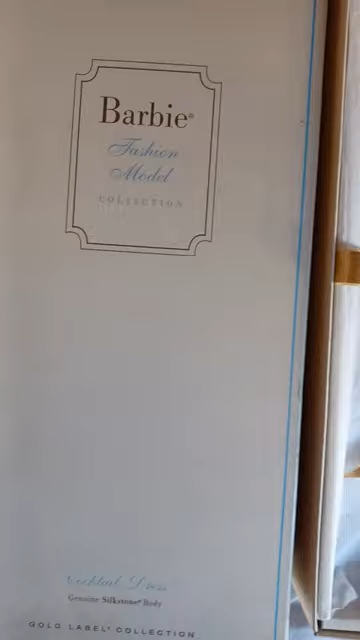 Barbie®
Fashion
Model
COLLECTION
Cocktail Dress
Genuine Silkstone® Body
GOLD LABEL® COLLECTION